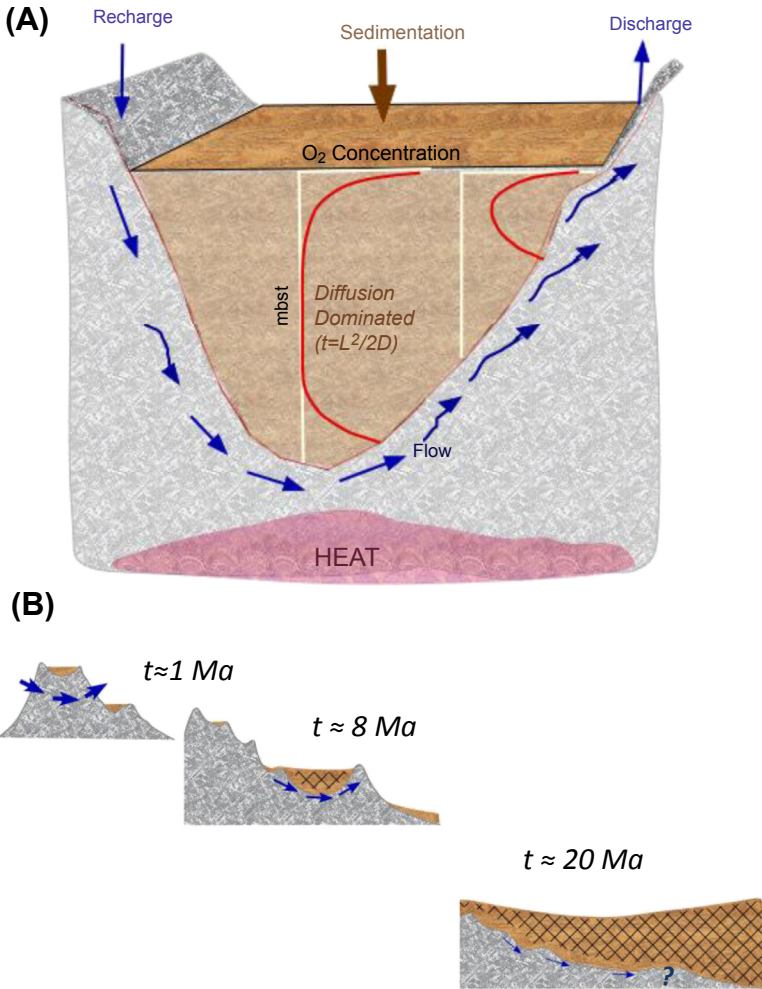 (A)
Recharge
Sedimentation
Discharge
O₂ Concentration
mbst
Diffusion
Dominated
(t=L²/2D)
Flow
HEAT
(B)
t≈1 Ma
t ≈ 8 Ma
t ≈ 20 Ma
?